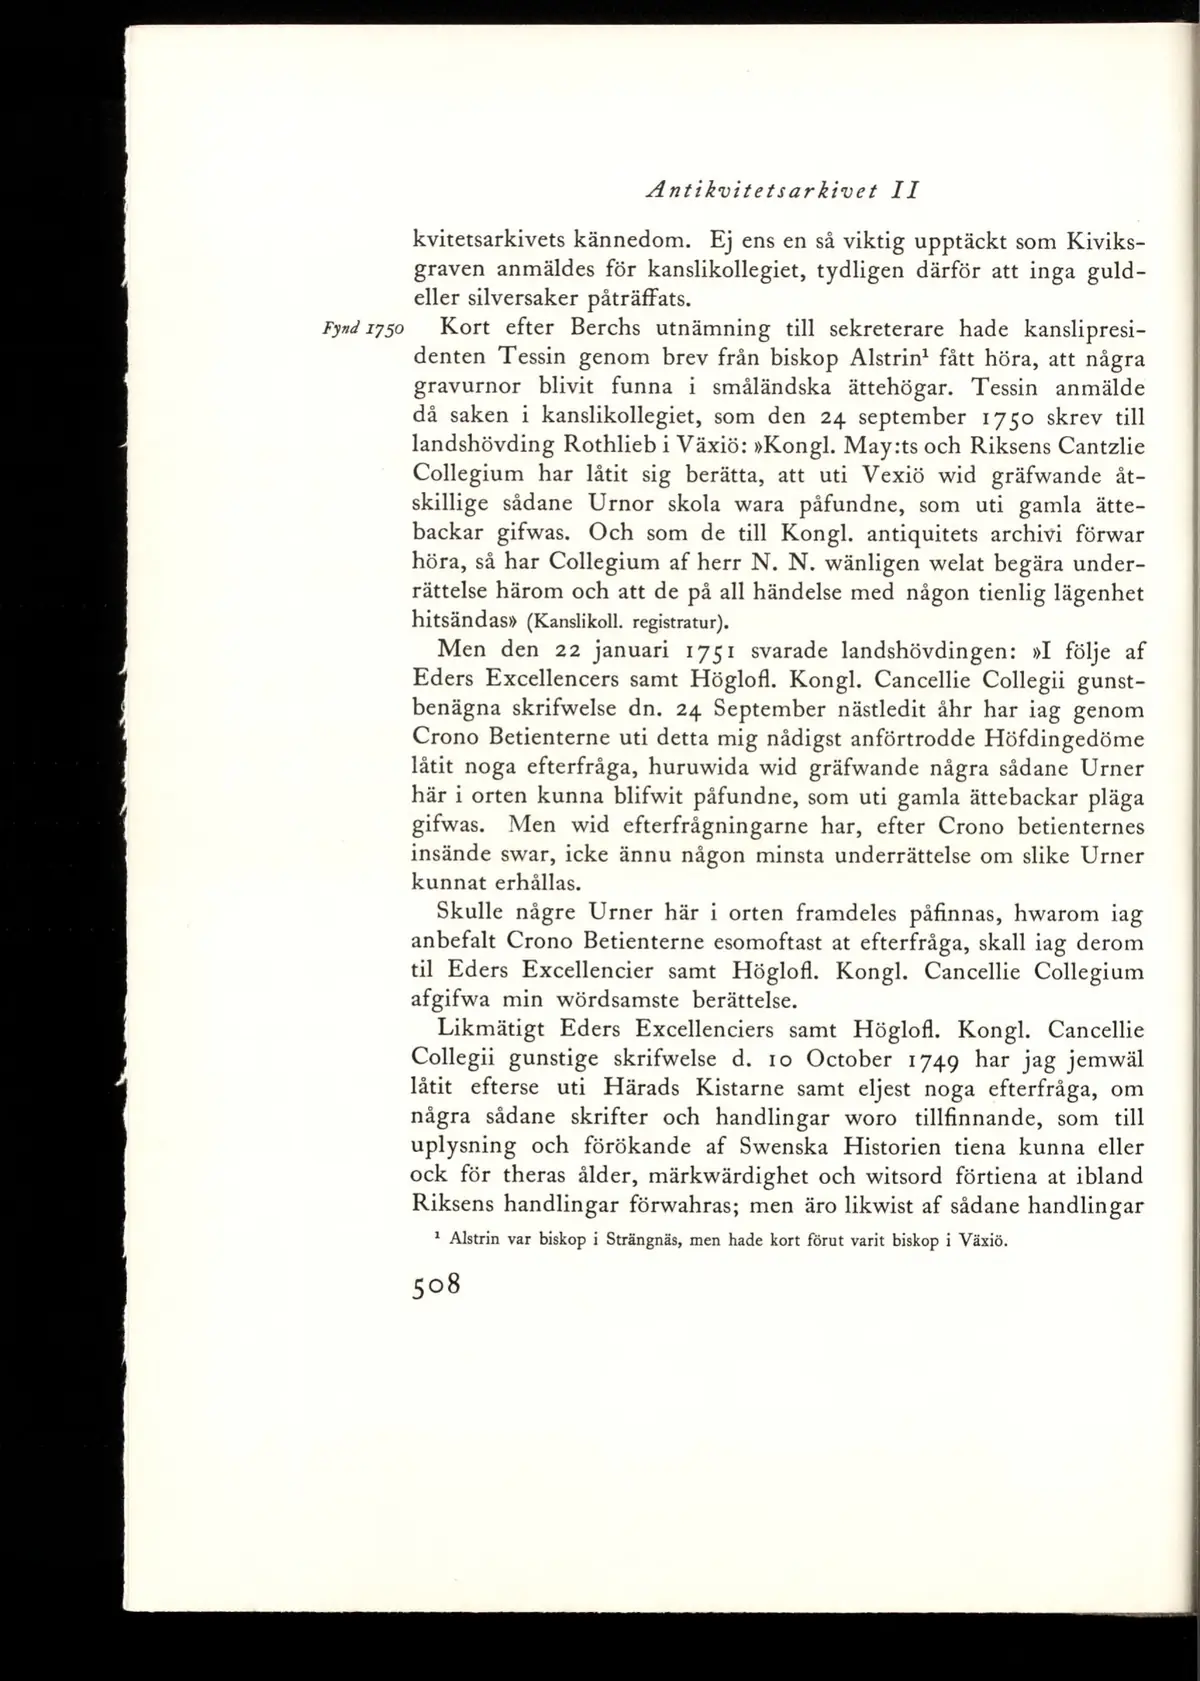 Antikvitetsarkivet II
kvitetsarkivets kännedom. Ej ens en så viktig upptäckt som Kiviks-
graven anmäldes för kanslikollegiet, tydligen därför att inga guld-
eller silversaker påträffats.
Fynd 1750 Kort efter Berchs utnämning till sekreterare hade kanslipresi-
denten Tessin genom brev från biskop Alstrin¹ fått höra, att några
gravurnor blivit funna i småländska ättehögar. Tessin anmälde
då saken i kanslikollegiet, som den 24 september 1750 skrev till
landshövding Rothlieb i Växiö: »Kongl. May:ts och Riksens Cantzlie
Collegium har låtit sig berätta, att uti Vexiö wid gräfwande åt-
skillige sådane Urnor skola wara påfundne, som uti gamla ätte-
backar gifwas. Och som de till Kongl. antiquitets archivi förwar
höra, så har Collegium af herr N. N. wänligen welat begära under-
rättelse härom och att de på all händelse med någon tienlig lägenhet
hitsändas» (Kanslikoll. registratur).
Men den 22 januari 1751 svarade landshövdingen: »I följe af
Eders Excellencers samt Höglofl. Kongl. Cancellie Collegii gunst-
benägna skrifwelse dn. 24 September nästledit åhr har iag genom
Crono Betienterne uti detta mig nådigst anförtrodde Höfdingedöme
låtit noga efterfråga, huruwida wid gräfwande några sådane Urner
här i orten kunna blifwit påfundne, som uti gamla ättebackar pläga
gifwas. Men wid efterfrågningarne har, efter Crono betienternes
insände swar, icke ännu någon minsta underrättelse om slike Urner
kunnat erhållas.
Skulle någre Urner här i orten framdeles påfinnas, hwarom iag
anbefalt Crono Betienterne esomoftast at efterfråga, skall iag derom
til Eders Excellencier samt Höglofl. Kongl. Cancellie Collegium
afgifwa min wördsamste berättelse.
Likmätigt Eders Excellenciers samt Höglofl. Kongl. Cancellie
Collegii gunstige skrifwelse d. 10 October 1749 har jag jemwäl
låtit efterse uti Härads Kistarne samt eljest noga efterfråga, om
några sådane skrifter och handlingar woro tillfinnande, som till
uplysning och förökande af Swenska Historien tiena kunna eller
ock för theras ålder, märkwärdighet och witsord förtiena at ibland
Riksens handlingar förwahras; men äro likwist af sådane handlingar
¹ Alstrin var biskop i Strängnäs, men hade kort förut varit biskop i Växiö.
508